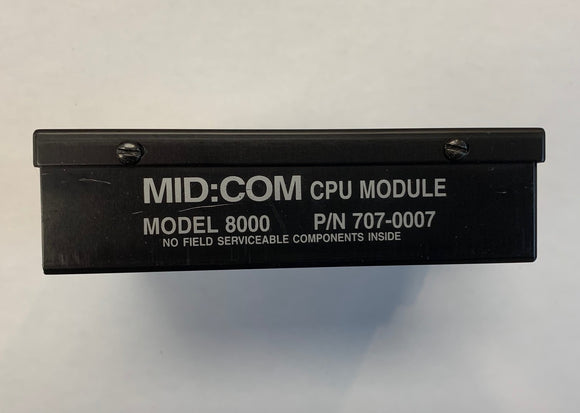 MID:COM CPU MODULE
MODEL 8000 P/N 707-0007
NO FIELD SERVICEABLE COMPONENTS INSIDE